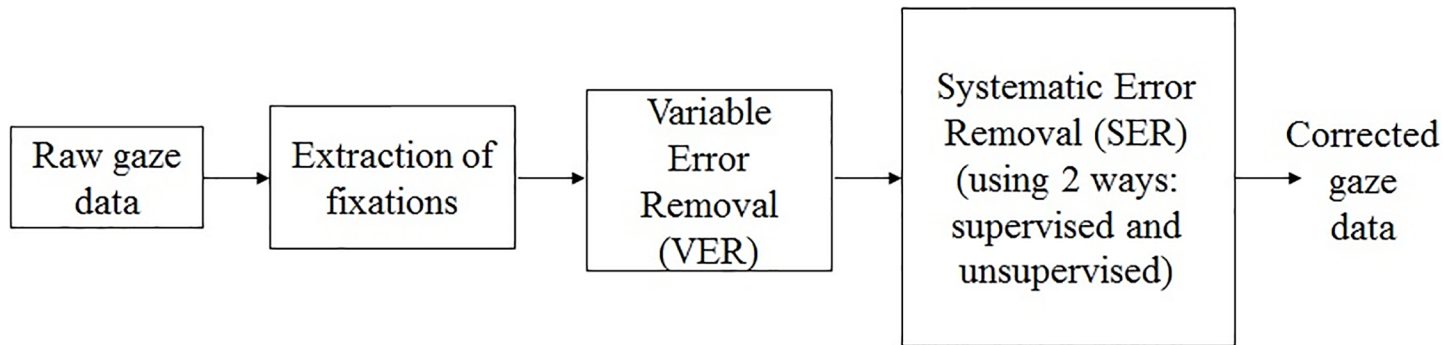 Raw gaze
data
Extraction of
fixations
Variable
Error
Removal
(VER)
Systematic Error
Removal (SER)
(using 2 ways:
supervised and
unsupervised)
Corrected
gaze
data